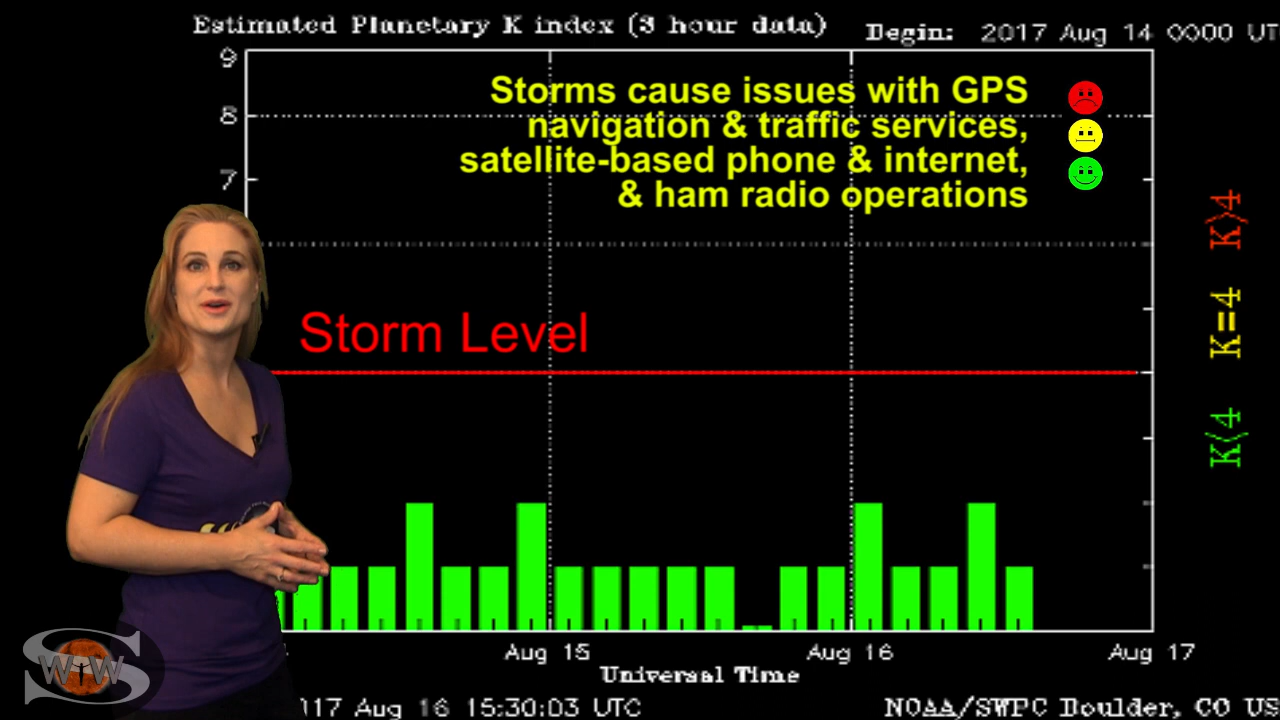 Estimated Planetary K index (3 hour data)
Begin: 2017 Aug 14 0000 UT
9
Storms cause issues with GPS
8
navigation & traffic services,
satellite-based phone & internet,
7
& ham radio operations
K>4
K=4
K<4
Storm Level
Aug 15
Aug 16
Aug 17
Universal Time
17 Aug 16 15:30:03 UTC
NOAA/SWPC Boulder, CO US
S
WTW